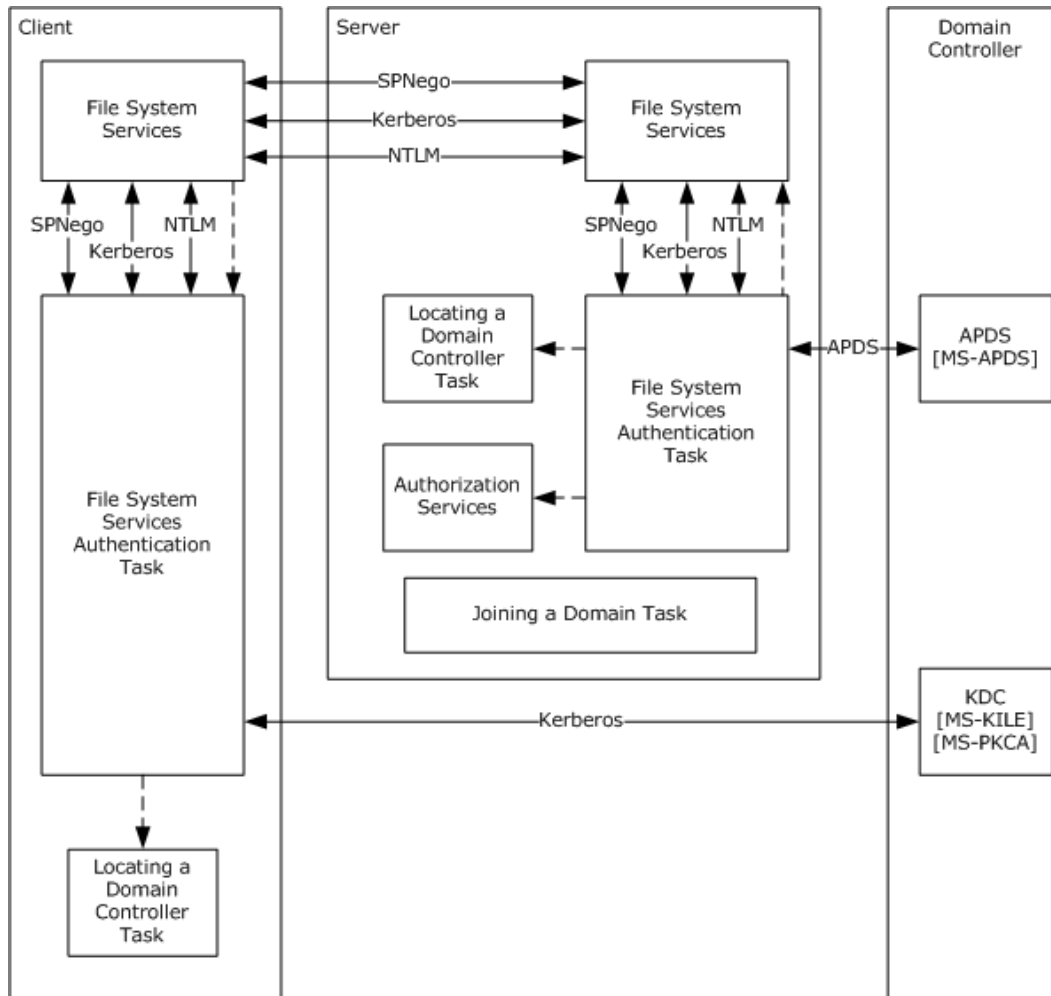 Client
Server
Domain
Controller
File System
Services
SPNego
Kerberos
NTLM
File System
Services
SPNego
Kerberos
NTLM
SPNego
Kerberos
NTLM
Locating a
Domain
Controller
Task
File System
Services
Authentication
Task
APDS
APDS
[MS-APDS]
Authorization
Services
File System
Services
Authentication
Task
Joining a Domain Task
Kerberos
KDC
[MS-KILE]
[MS-PKCA]
Locating a
Domain
Controller
Task